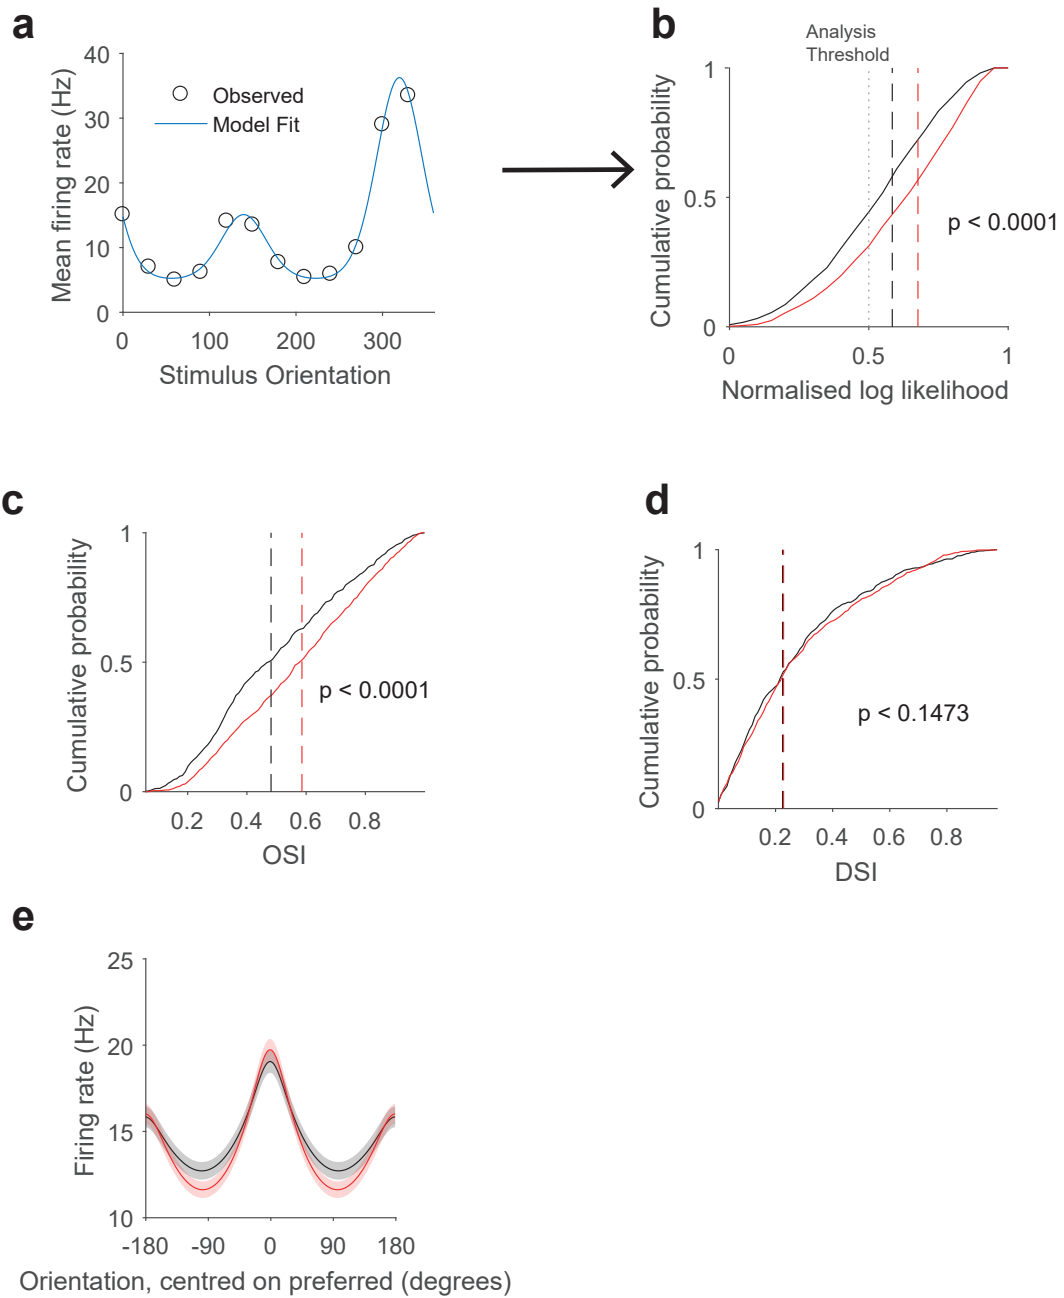 a
40
30
20
10
0
Mean firing rate (Hz)
Observed
Model Fit
0
100
200
300
Stimulus Orientation
b
Analysis
Threshold
1
0.5
0
Cumulative probability
p < 0.0001
0
0.5
1
Normalised log likelihood
c
1
0.5
0
Cumulative probability
p < 0.0001
0.2
0.4
0.6
0.8
OSI
d
1
0.5
0
Cumulative probability
p < 0.1473
0.2
0.4
0.6
0.8
DSI
e
25
20
15
10
Firing rate (Hz)
-180
-90
0
90
180
Orientation, centred on preferred (degrees)